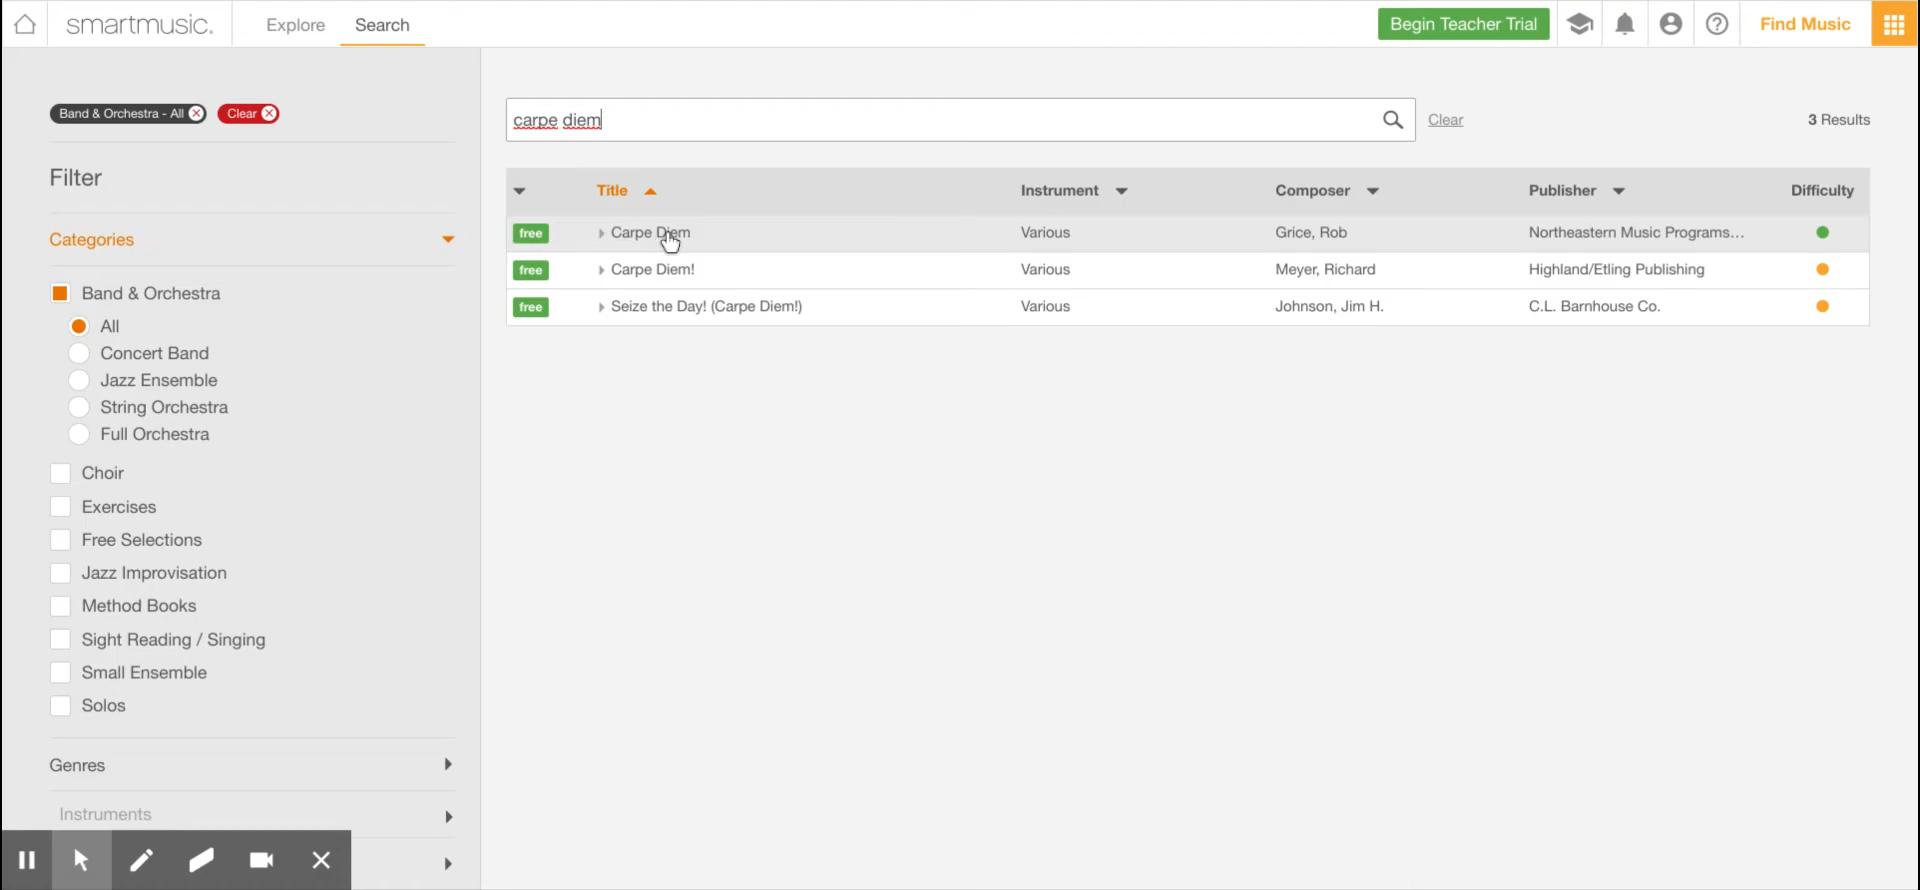 smartmusic.
Explore
Search
Begin Teacher Trial
Find Music
Band & Orchestra - All
Clear
Filter
Categories
Band & Orchestra
All
Concert Band
Jazz Ensemble
String Orchestra
Full Orchestra
Choir
Exercises
Free Selections
Jazz Improvisation
Method Books
Sight Reading / Singing
Small Ensemble
Solos
Genres
Instruments
carpe diem
Clear
3 Results
Title Instrument Composer Publisher Difficulty
free Carpe Diem Various Grice, Rob Northeastern Music Programs...
free Carpe Diem! Various Meyer, Richard Highland/Etling Publishing
free Seize the Day! (Carpe Diem!) Various Johnson, Jim H. C.L. Barnhouse Co.